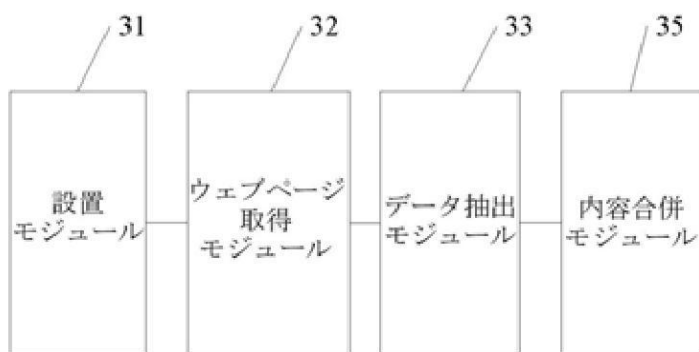 31
32
33
35
設置
モジュール
ウェブページ
取得
モジュール
データ抽出
モジュール
内容合併
モジュール